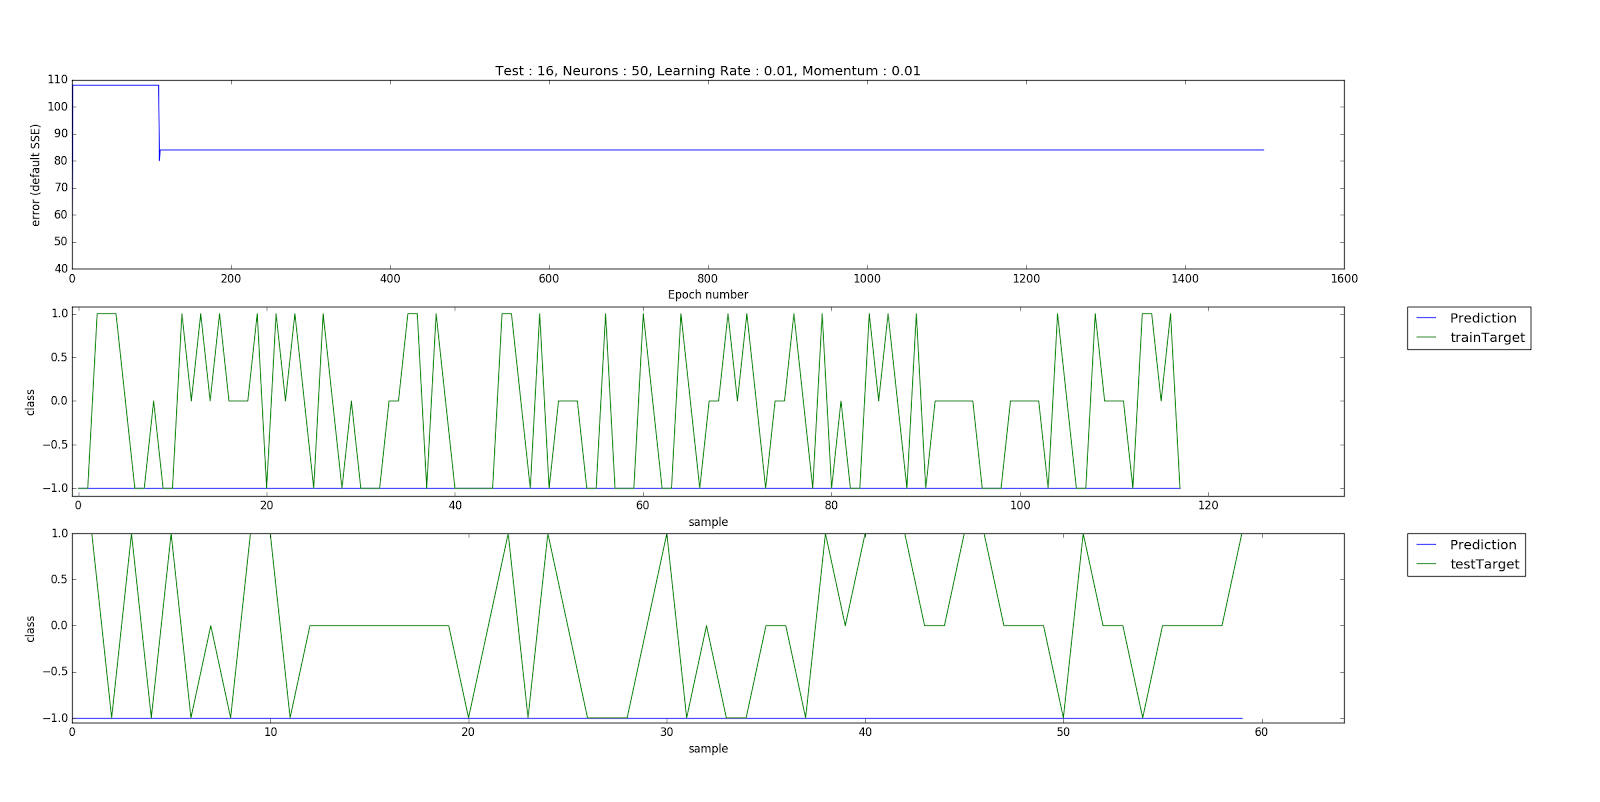 Test : 16, Neurons : 50, Learning Rate : 0.01, Momentum : 0.01
110
100
90
80
70
60
50
40
error (default SSE)
0 200 400 600 800 1000 1200 1400 1600
Epoch number
1.0
0.5
0.0
−0.5
−1.0
class
0 20 40 60 80 100 120
sample
Prediction
trainTarget
1.0
0.5
0.0
−0.5
−1.0
class
0 10 20 30 40 50 60
sample
Prediction
testTarget